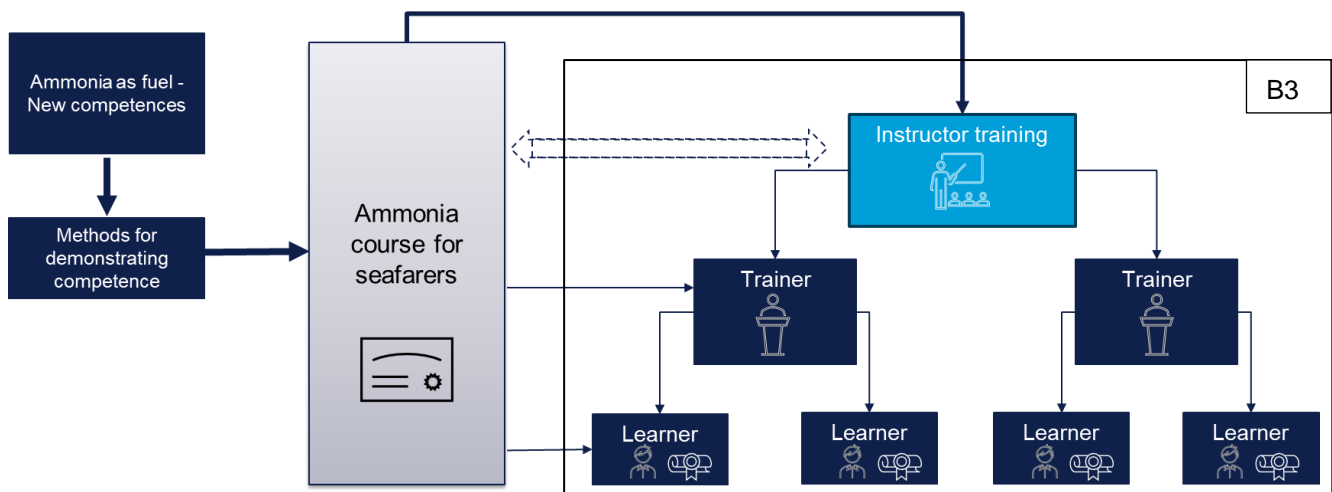 Ammonia as fuel -
New competences
Methods for
demonstrating
competence
Ammonia
course for
seafarers
B3
Instructor training
Trainer
Trainer
Learner
Learner
Learner
Learner